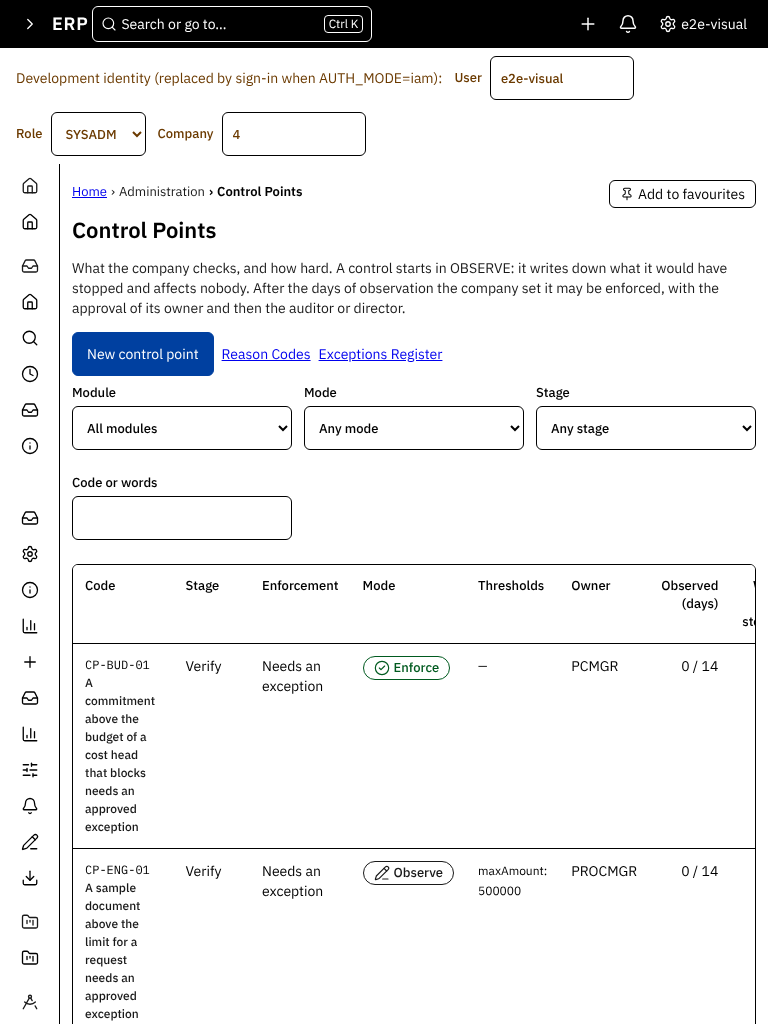 ERP
Search or go to...
Ctrl K
e2e-visual
Development identity (replaced by sign-in when AUTH_MODE=iam):
User
e2e-visual
Role
SYSADM
Company
4
Home › Administration › Control Points
Add to favourites
Control Points
What the company checks, and how hard. A control starts in OBSERVE: it writes down what it would have
stopped and affects nobody. After the days of observation the company set it may be enforced, with the
approval of its owner and then the auditor or director.
New control point
Reason Codes
Exceptions Register
Module
Mode
Stage
All modules
Any mode
Any stage
Code or words
Code
Stage
Enforcement
Mode
Thresholds
Owner
Observed
(days)
CP-BUD-01
A
commitment
above the
budget of a
cost head
that blocks
needs an
approved
exception
Verify
Needs an
exception
Enforce
—
PCMGR
0 / 14
CP-ENG-01
A sample
document
above the
limit for a
request
needs an
approved
exception
Verify
Needs an
exception
Observe
maxAmount:
500000
PROCMGR
0 / 14